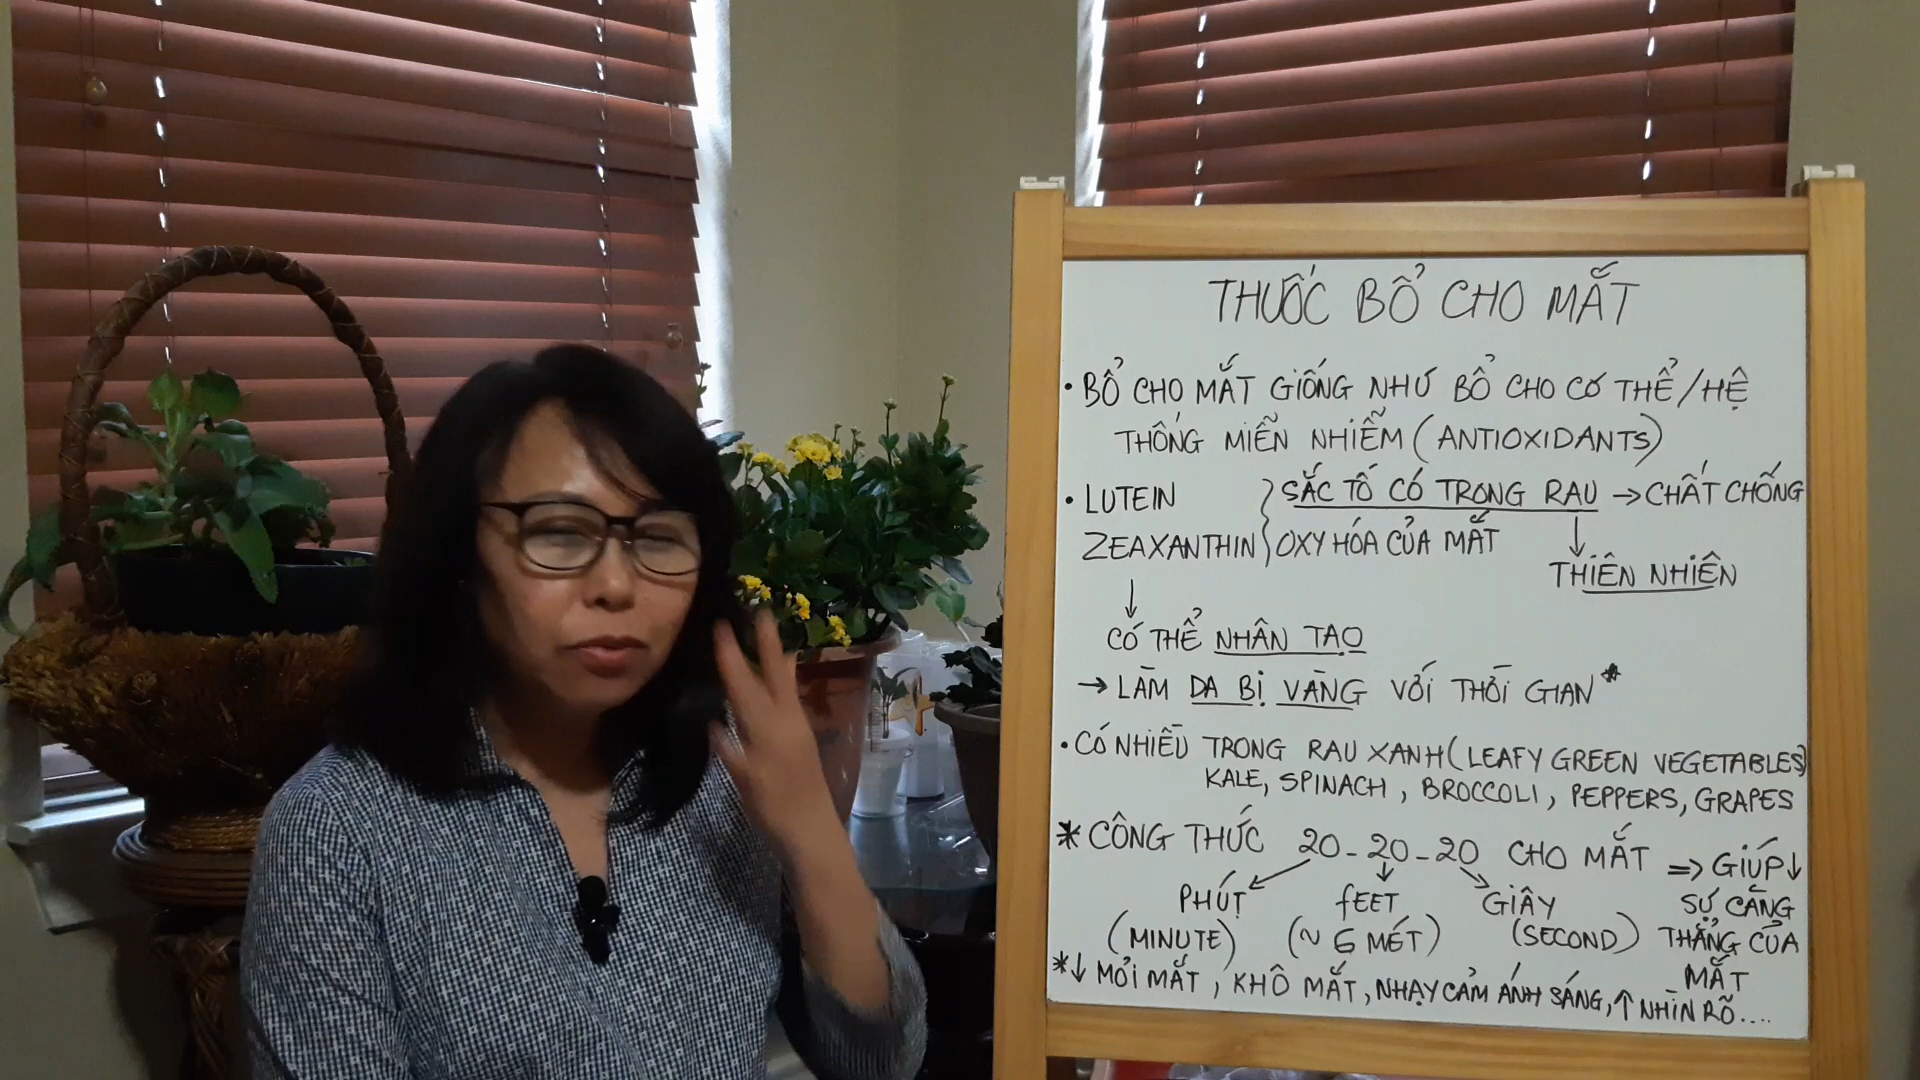 THUỐC BỔ CHO MẮT
• BỔ CHO MẮT GIỐNG NHƯ BỔ CHO CƠ THỂ/HỆ
THỐNG MIỄN NHIỄM (ANTIOXIDANTS)
• LUTEIN } SẮC TỐ CÓ TRONG RAU → CHẤT CHỐNG
ZEAXANTHIN } OXY HÓA CỦA MẮT
↓ THIÊN NHIÊN
↓
CÓ THỂ NHÂN TẠO
→ LÀM DA BỊ VÀNG VỚI THỜI GIAN *
• CÓ NHIỀU TRONG RAU XANH (LEAFY GREEN VEGETABLES)
KALE, SPINACH, BROCCOLI, PEPPERS, GRAPES
* CÔNG THỨC 20-20-20 CHO MẮT => GIÚP ↓
PHÚT FEET GIÂY SỰ CĂNG
(MINUTE) (~ 6 MÉT) (SECOND) THẲNG CỦA
MẮT
* ↓ MỎI MẮT, KHÔ MẮT, NHẠY CẢM ÁNH SÁNG, ↑ NHÌN RÕ....